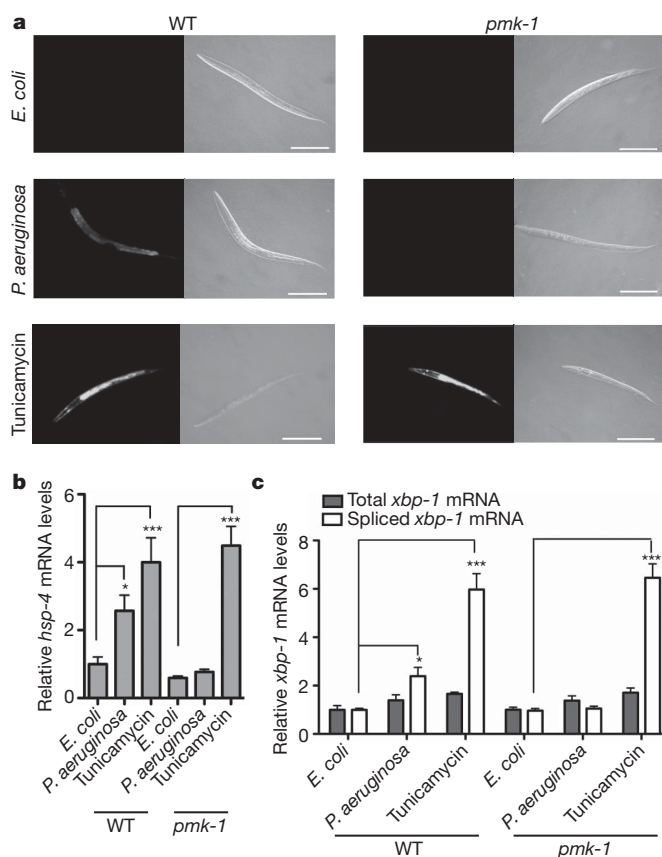 a
WT
pmk-1
E. coli
P. aeruginosa
Tunicamycin
b
Relative hsp-4 mRNA levels
6
4
2
0
*
***
***
E. coli
P. aeruginosa
Tunicamycin
E. coli
P. aeruginosa
Tunicamycin
WT
pmk-1
c
Total xbp-1 mRNA
Spliced xbp-1 mRNA
Relative xbp-1 mRNA levels
8
6
4
2
0
*
***
***
E. coli
P. aeruginosa
Tunicamycin
E. coli
P. aeruginosa
Tunicamycin
WT
pmk-1